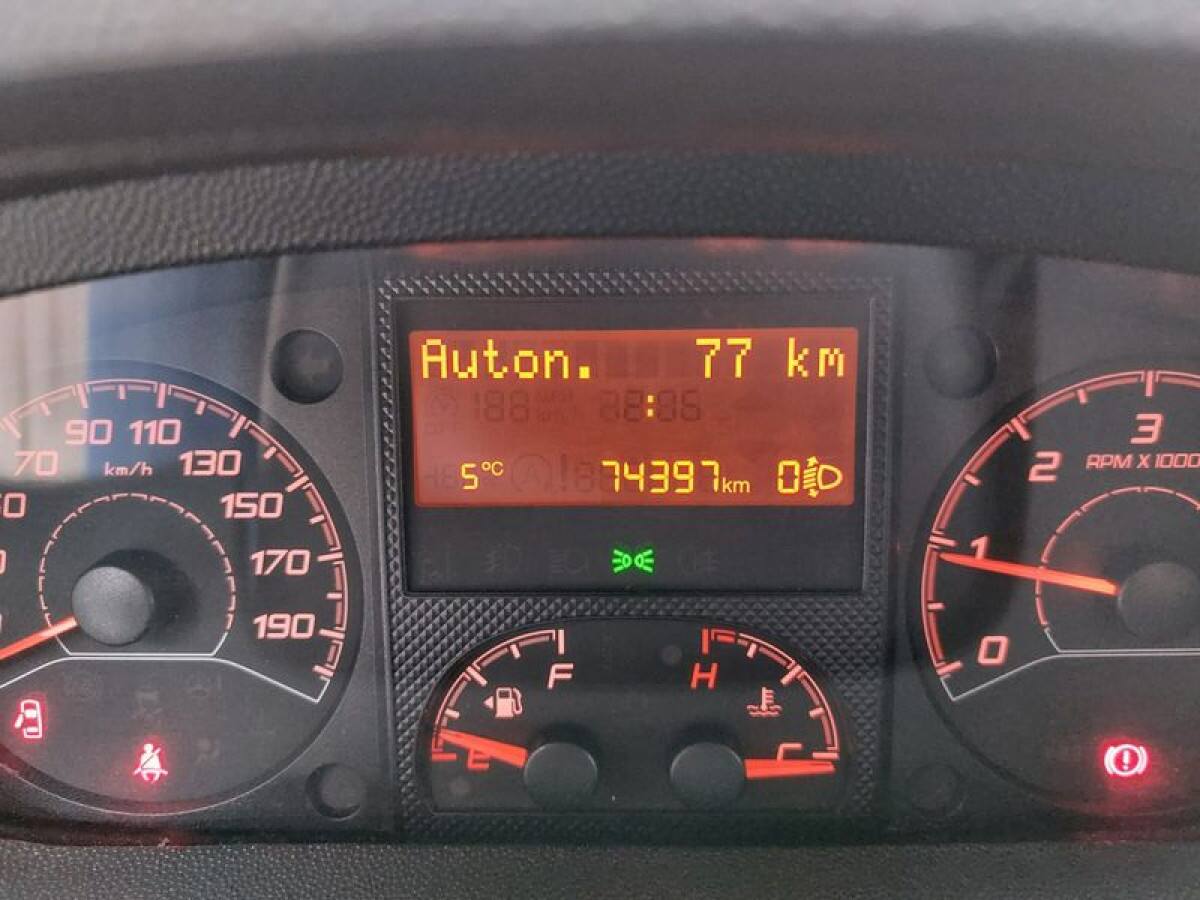 Auton. 77 km
:
5°C 74397km 0
70 90 110 130 150 170 190
km/h
0 1 2 3
RPM X 1000
F
E
H
C